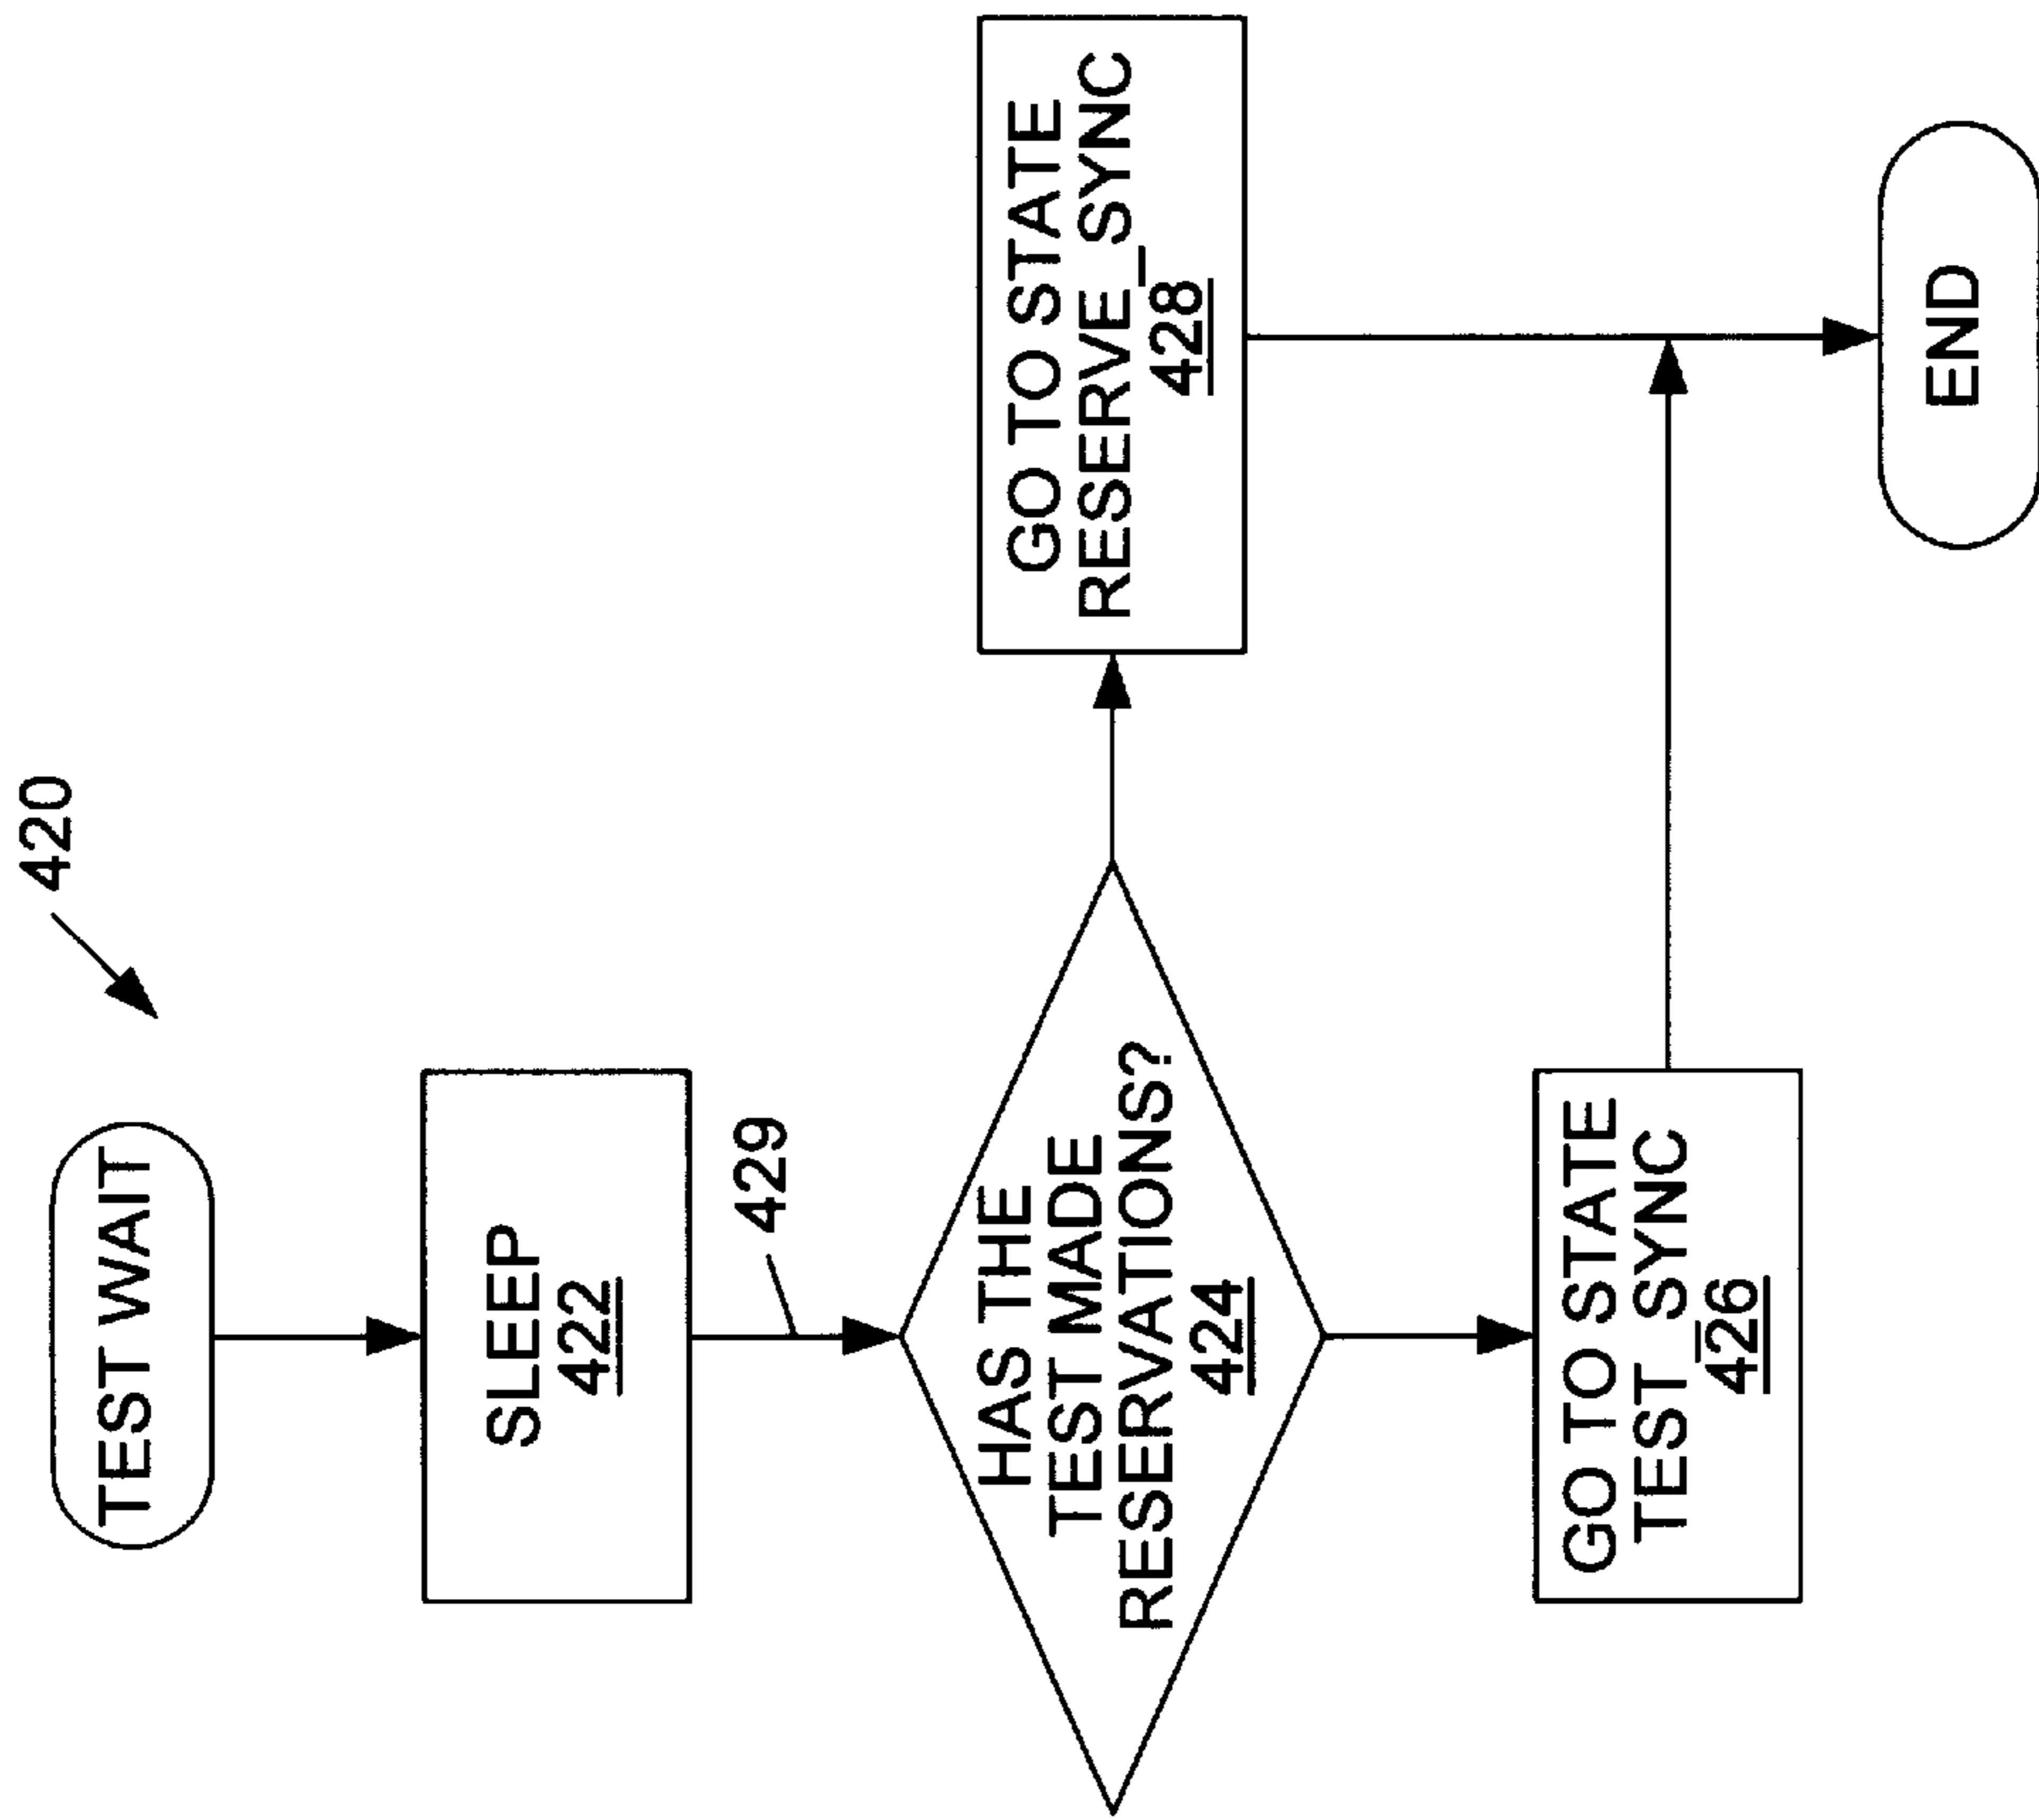 420
TEST WAIT
SLEEP
422
429
HAS THE
TEST MADE
RESERVATIONS?
424
GO TO STATE
RESERVE_SYNC
428
GO TO STATE
TEST_SYNC
426
END